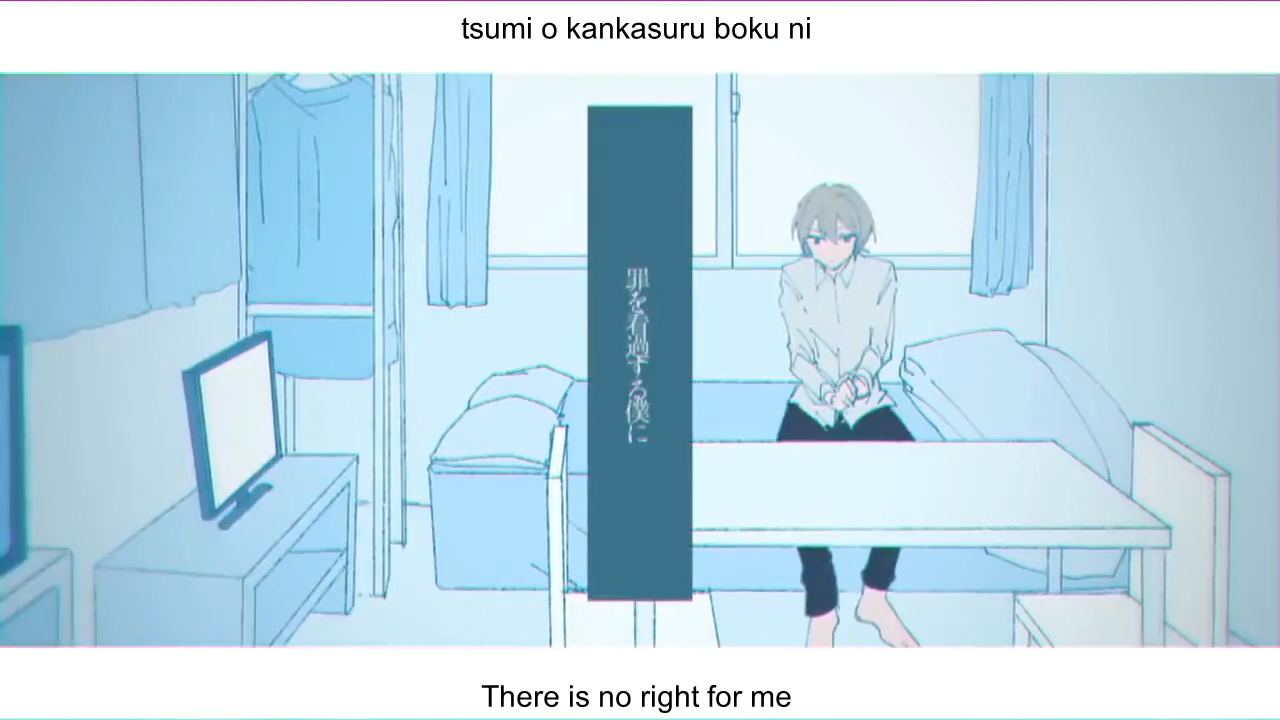 tsumi o kankasuru boku ni
罪を看過する僕に
There is no right for me